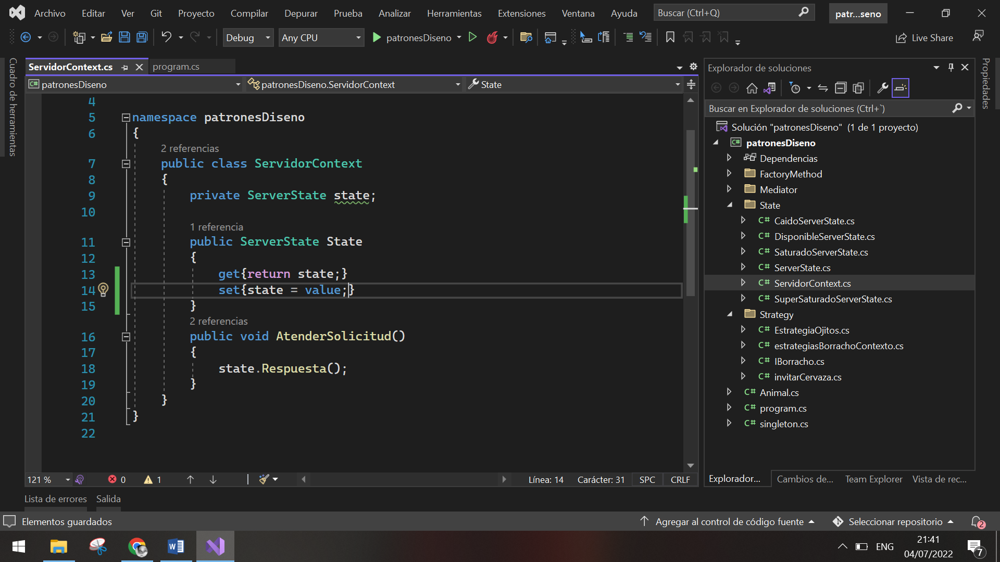 Archivo Editar Ver Git Proyecto Compilar Depurar Prueba Analizar Herramientas Extensiones Ventana Ayuda Buscar (Ctrl+Q) patr...seno
Debug Any CPU patronesDiseno Live Share
Cuadro de herramientas
ServidorContext.cs program.cs
patronesDiseno patronesDiseno.ServidorContext State
4
5 namespace patronesDiseno
6 {
2 referencias
7 public class ServidorContext
8 {
9 private ServerState state;
10
1 referencia
11 public ServerState State
12 {
13 get{return state;}
14 set{state = value;}
15 }
2 referencias
16 public void AtenderSolicitud()
17 {
18 state.Respuesta();
19 }
20 }
21 }
22
121 % 0 1 Línea: 14 Carácter: 31 SPC CRLF
Lista de errores Salida
Explorador de soluciones
Buscar en Explorador de soluciones (Ctrl+`)
Solución "patronesDiseno" (1 de 1 proyecto)
C# patronesDiseno
Dependencias
FactoryMethod
Mediator
State
C# CaidoServerState.cs
C# DisponibleServerState.cs
C# SaturadoServerState.cs
C# ServerState.cs
C# ServidorContext.cs
C# SuperSaturadoServerState.cs
Strategy
C# EstrategiaOjitos.cs
C# estrategiasBorrachoContexto.cs
C# IBorracho.cs
C# invitarCervaza.cs
C# Animal.cs
C# program.cs
C# singleton.cs
Explorador... Cambios de... Team Explorer Vista de rec...
Propiedades
Elementos guardados Agregar al control de código fuente Seleccionar repositorio 2
ENG 21:41
04/07/2022 7